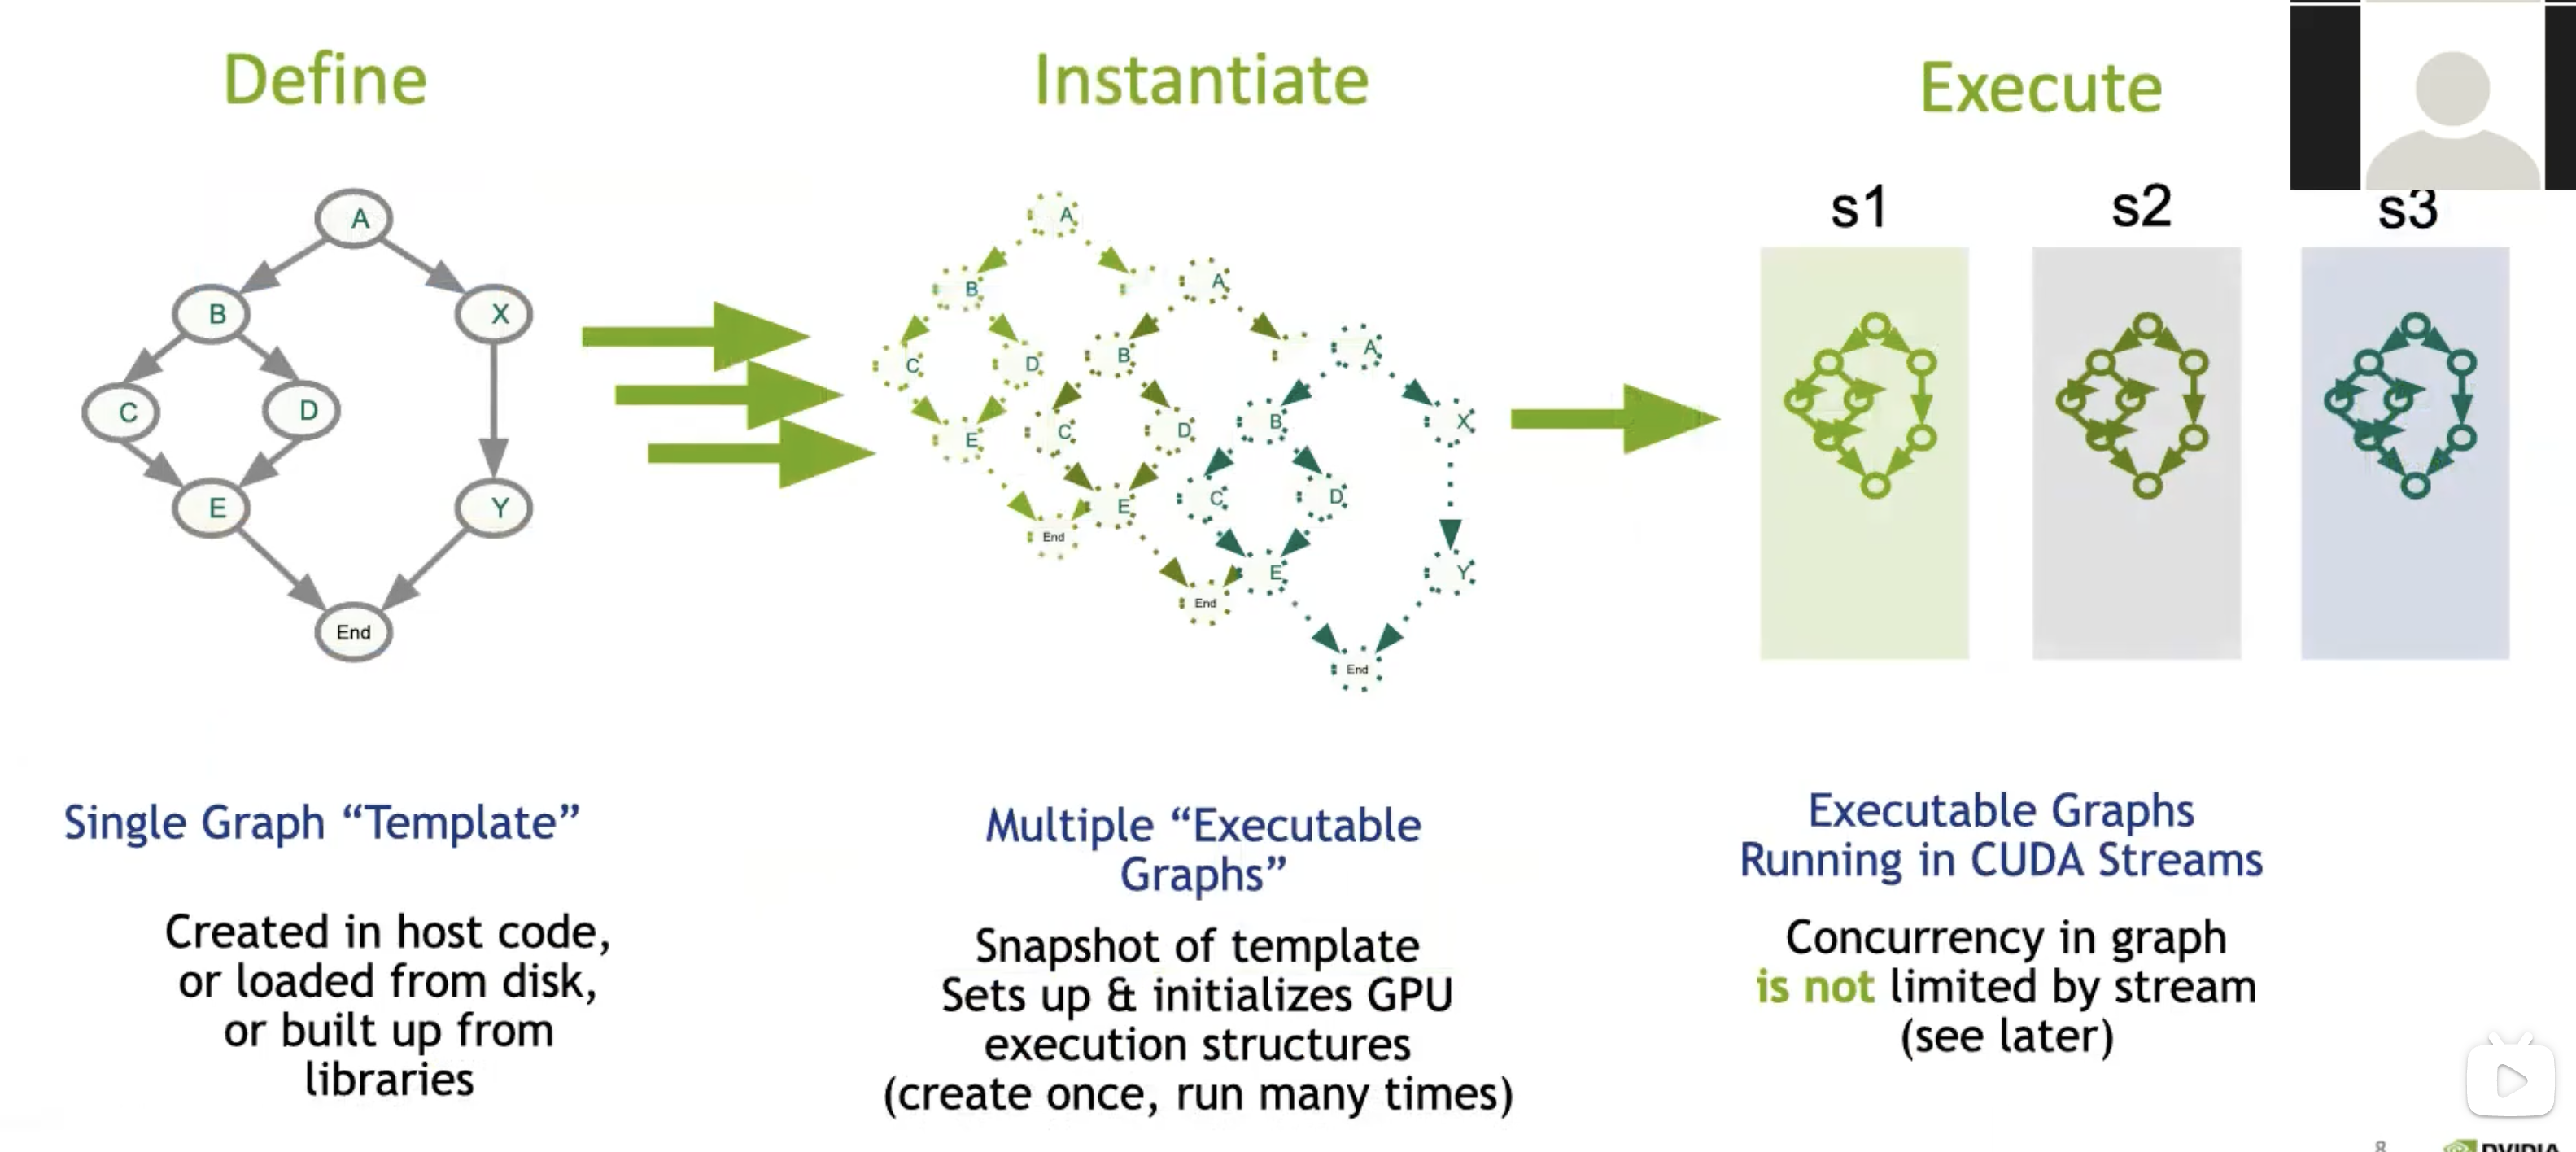 Define
Instantiate
Execute
s1
s2
s3
A
B
X
C
D
E
Y
End
A
B
C
D
E
End
A
B
C
D
E
End
A
B
X
C
D
E
Y
End
Single Graph “Template”
Created in host code,
or loaded from disk,
or built up from
libraries
Multiple “Executable
Graphs”
Snapshot of template
Sets up & initializes GPU
execution structures
(create once, run many times)
Executable Graphs
Running in CUDA Streams
Concurrency in graph
is not limited by stream
(see later)
8
NVIDIA